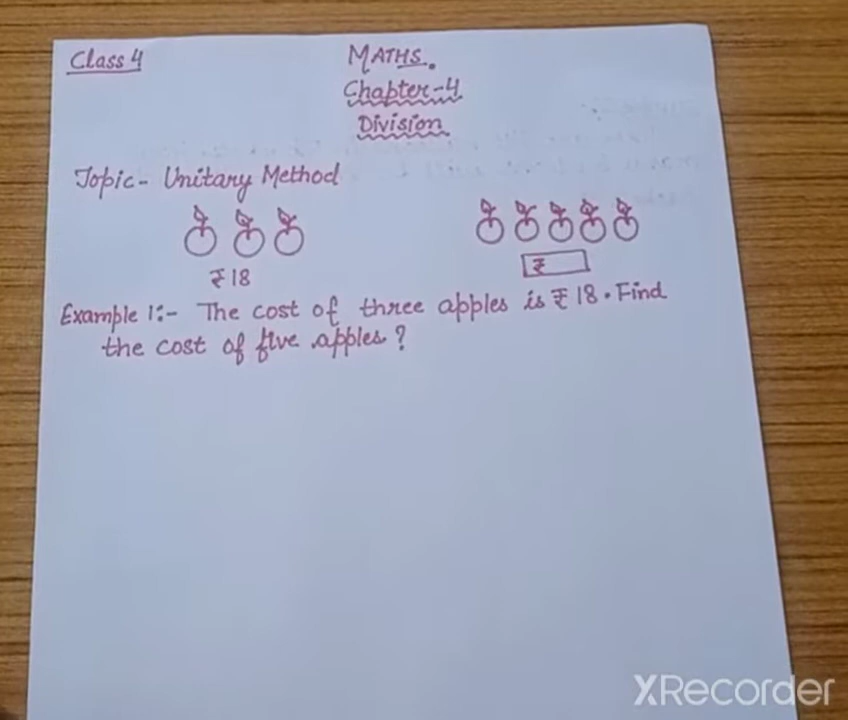 Class 4
MATHS.
Chapter-4
Division
Topic- Unitary Method
₹ 18
₹
Example 1:- The cost of three apples is ₹ 18. Find
the cost of five apples?
XRecorder